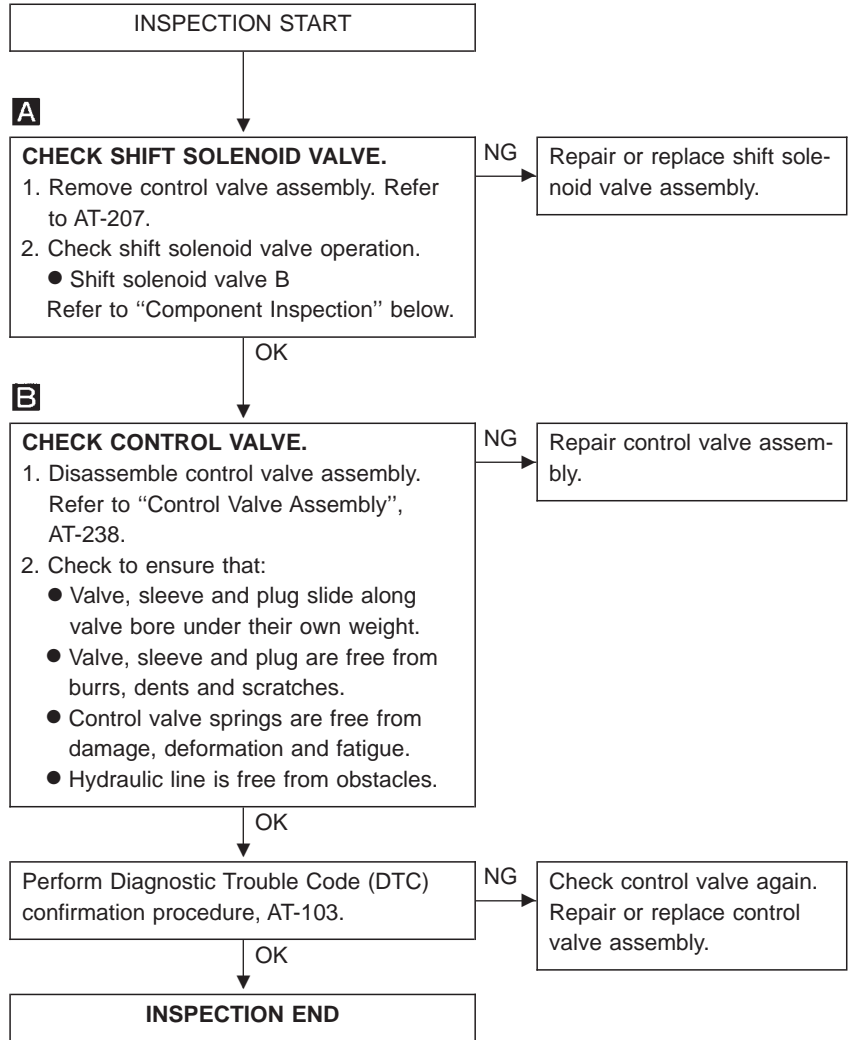 INSPECTION START
A
CHECK SHIFT SOLENOID VALVE.
1. Remove control valve assembly. Refer
to AT-207.
2. Check shift solenoid valve operation.
● Shift solenoid valve B
Refer to ‘‘Component Inspection’’ below.
NG
Repair or replace shift sole-
noid valve assembly.
OK
B
CHECK CONTROL VALVE.
1. Disassemble control valve assembly.
Refer to ‘‘Control Valve Assembly’’,
AT-238.
2. Check to ensure that:
● Valve, sleeve and plug slide along
valve bore under their own weight.
● Valve, sleeve and plug are free from
burrs, dents and scratches.
● Control valve springs are free from
damage, deformation and fatigue.
● Hydraulic line is free from obstacles.
NG
Repair control valve assem-
bly.
OK
Perform Diagnostic Trouble Code (DTC)
confirmation procedure, AT-103.
NG
Check control valve again.
Repair or replace control
valve assembly.
OK
INSPECTION END